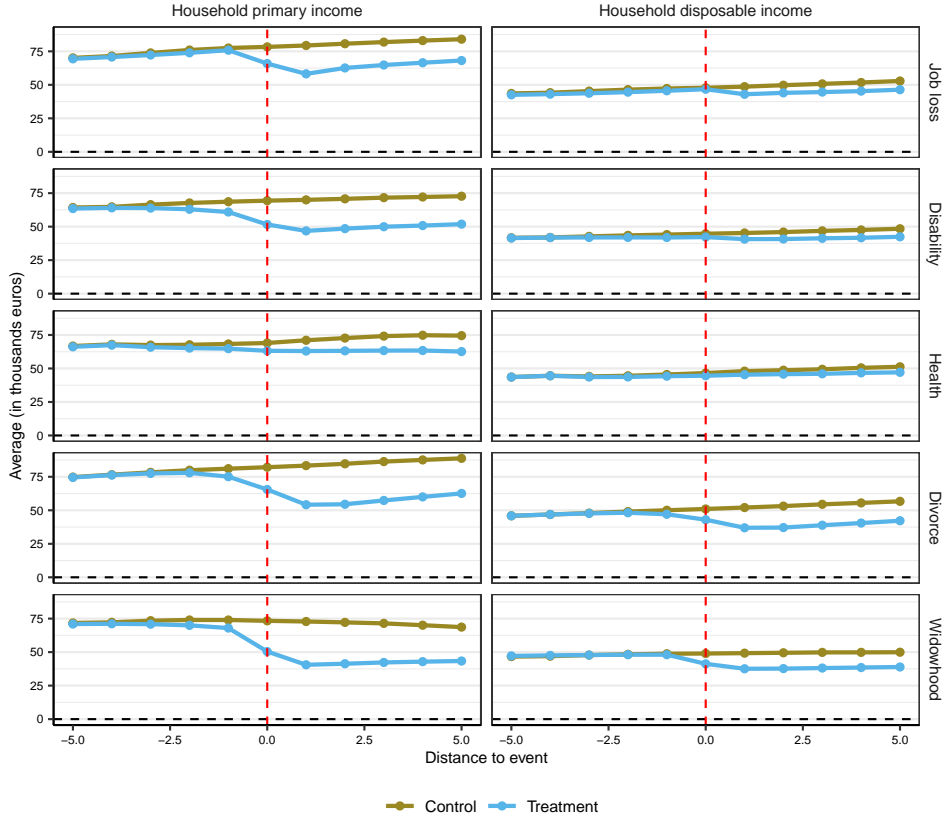 Household primary income
Household disposable income
Average (in thousands euros)
75
50
25
0
Job loss
75
50
25
0
Disability
75
50
25
0
Health
75
50
25
0
Divorce
75
50
25
0
Widowhood
−5.0 −2.5 0.0 2.5 5.0
−5.0 −2.5 0.0 2.5 5.0
Distance to event
Control Treatment